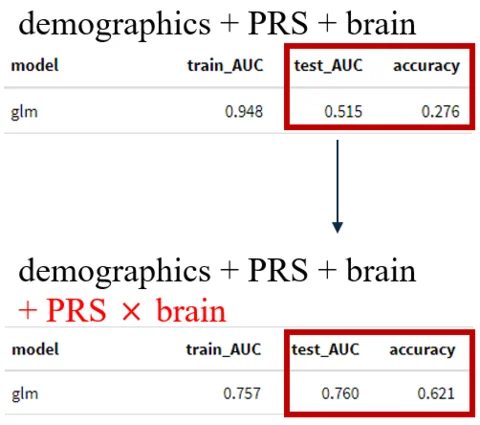 demographics + PRS + brain
model train_AUC test_AUC accuracy
glm 0.948 0.515 0.276
demographics + PRS + brain
+ PRS × brain
model train_AUC test_AUC accuracy
glm 0.757 0.760 0.621